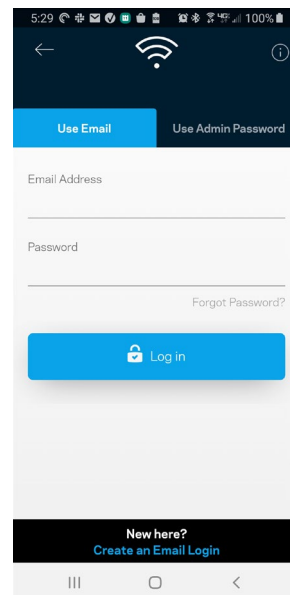 5:29 100%
Use Email Use Admin Password
Email Address
Password
Forgot Password?
Log in
New here?
Create an Email Login